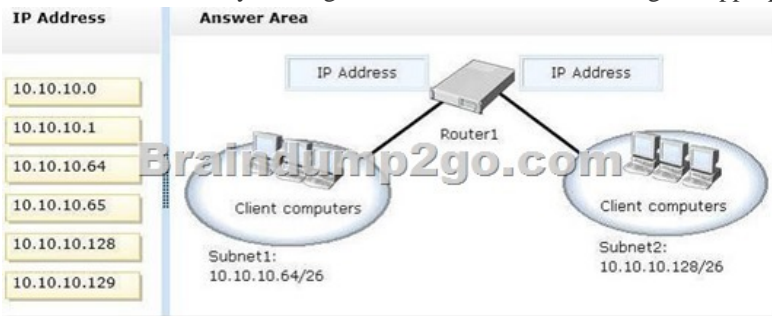 IP Address
Answer Area
10.10.10.0
10.10.10.1
10.10.10.64
10.10.10.65
10.10.10.128
10.10.10.129
IP Address
IP Address
Router1
Braindump2go.com
Client computers
Client computers
Subnet1:
10.10.10.64/26
Subnet2:
10.10.10.128/26